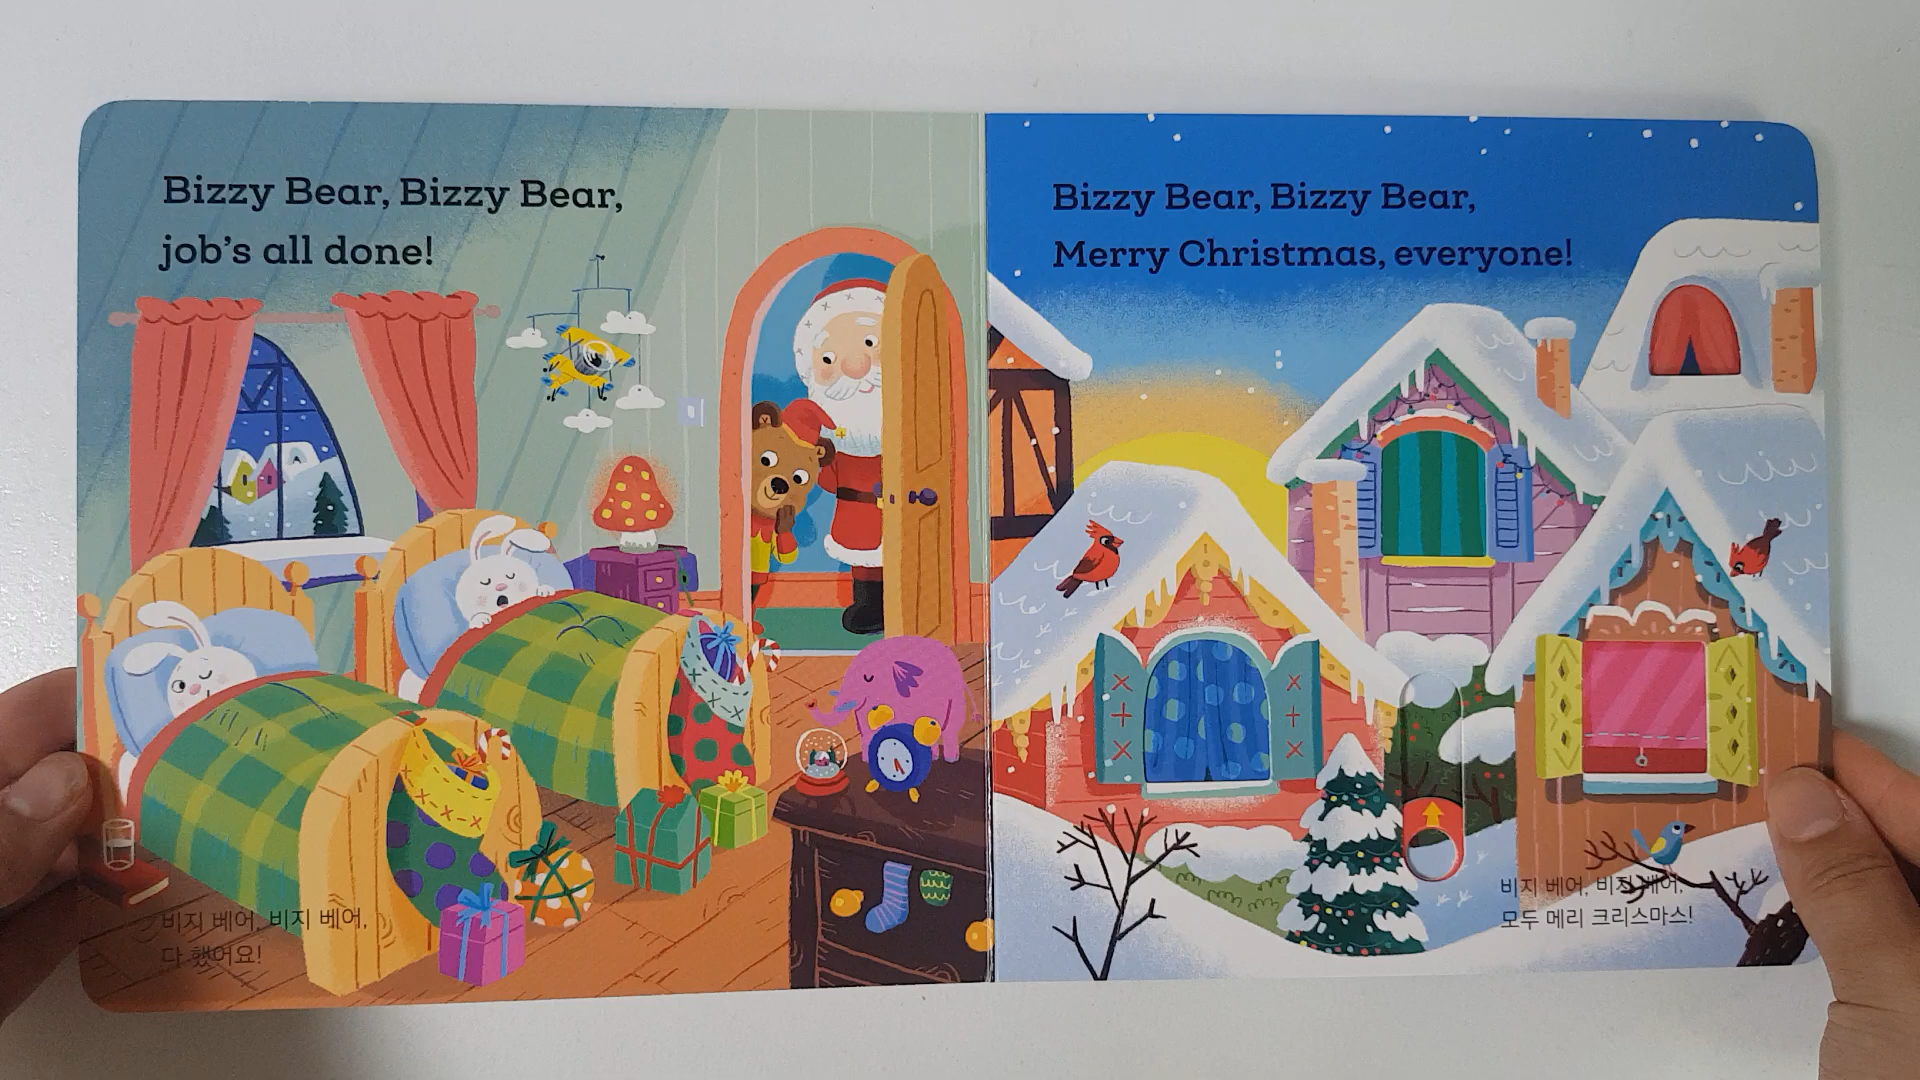 Bizzy Bear, Bizzy Bear,
job's all done!
비지 베어, 비지 베어,
다 했어요!
Bizzy Bear, Bizzy Bear,
Merry Christmas, everyone!
비지 베어, 비지 베어,
모두 메리 크리스마스!